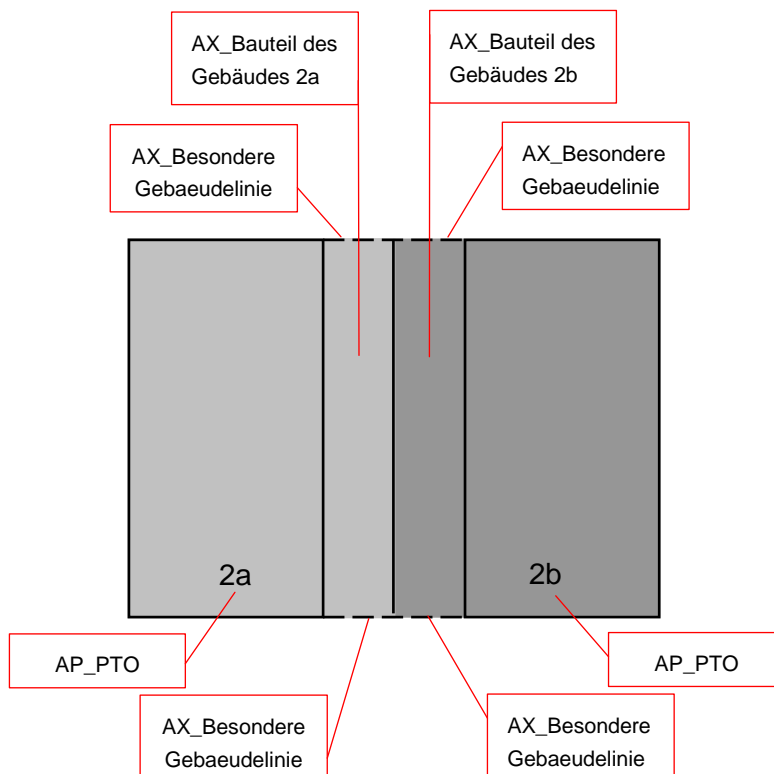 AX_Bauteil des
Gebäudes 2a
AX_Bauteil des
Gebäudes 2b
AX_Besondere
Gebaeudelinie
AX_Besondere
Gebaeudelinie
2a
2b
AP_PTO
AP_PTO
AX_Besondere
Gebaeudelinie
AX_Besondere
Gebaeudelinie